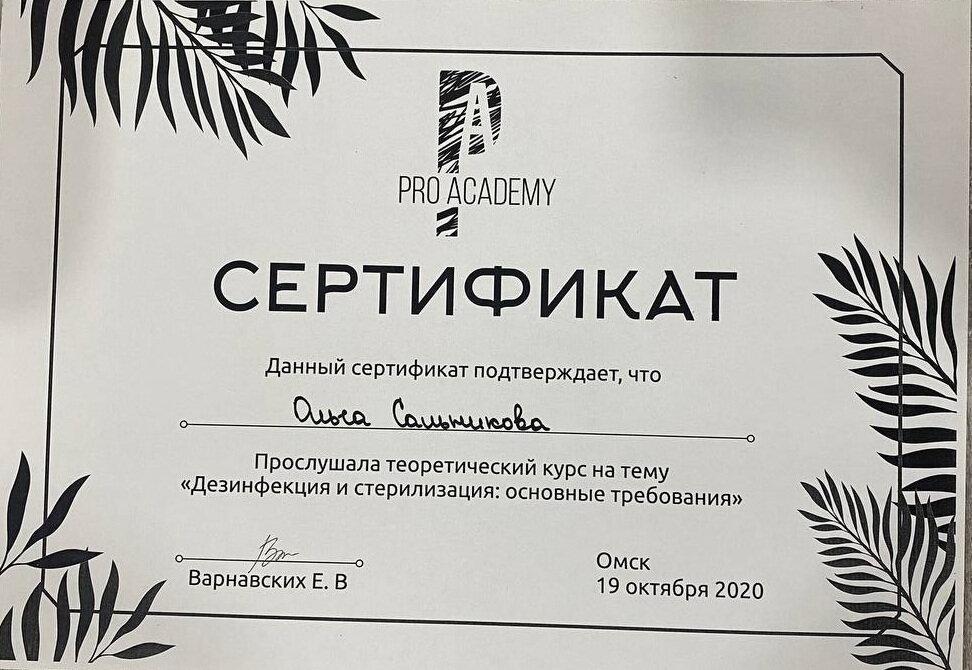 PRO ACADEMY
СЕРТИФИКАТ
Данный сертификат подтверждает, что
Ольга Сальникова
Прослушала теоретический курс на тему
«Дезинфекция и стерилизация: основные требования»
Варнавских Е. В
Омск
19 октября 2020